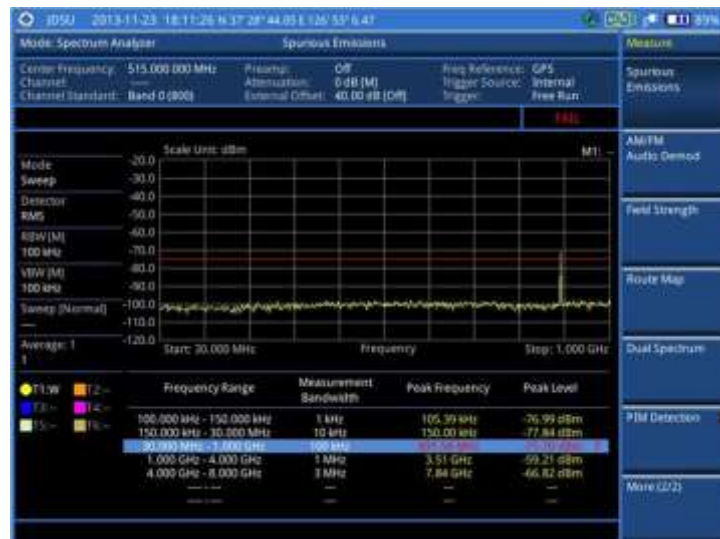 JDSU 2013-11-23 18:11:26 N 37° 28' 44.05 E 126° 53' 6.47 89%
Mode: Spectrum Analyzer Spurious Emissions Measure
Center Frequency: 515.000 000 MHz Preamp: Off Freq Reference: GPS
Channel: Attenuation: 0 dB [M] Trigger Source: Internal
Channel Standard: Band 0 (800) External Offset: 40.00 dB [Off] Trigger: Free Run
Spurious Emissions
FAIL
Scale Unit: dBm M1: --
AM/FM Audio Demod
Mode
Sweep
Detector
RMS
RBW [M]
100 kHz
VBW [M]
100 kHz
Sweep [Normal]
---
Average: 1
1
-20.0
-30.0
-40.0
-50.0
-60.0
-70.0
-80.0
-90.0
-100.0
-110.0
-120.0
Start: 30.000 MHz Frequency Stop: 1.000 GHz
Field Strength
Route Map
Dual Spectrum
PIM Detection
More (2/2)
T1:W T2:--
T3:-- T4:--
T5:-- T6:--
Frequency Range Measurement Bandwidth Peak Frequency Peak Level
100.000 kHz - 150.000 kHz 1 kHz 105.39 kHz -76.99 dBm
150.000 kHz - 30.000 MHz 10 kHz 150.00 kHz -77.84 dBm
30.000 MHz - 1.000 GHz 100 kHz
1.000 GHz - 4.000 GHz 1 MHz 3.51 GHz -59.21 dBm
4.000 GHz - 8.000 GHz 3 MHz 7.84 GHz -66.82 dBm
--- --- --- --- ---
--- --- --- --- ---